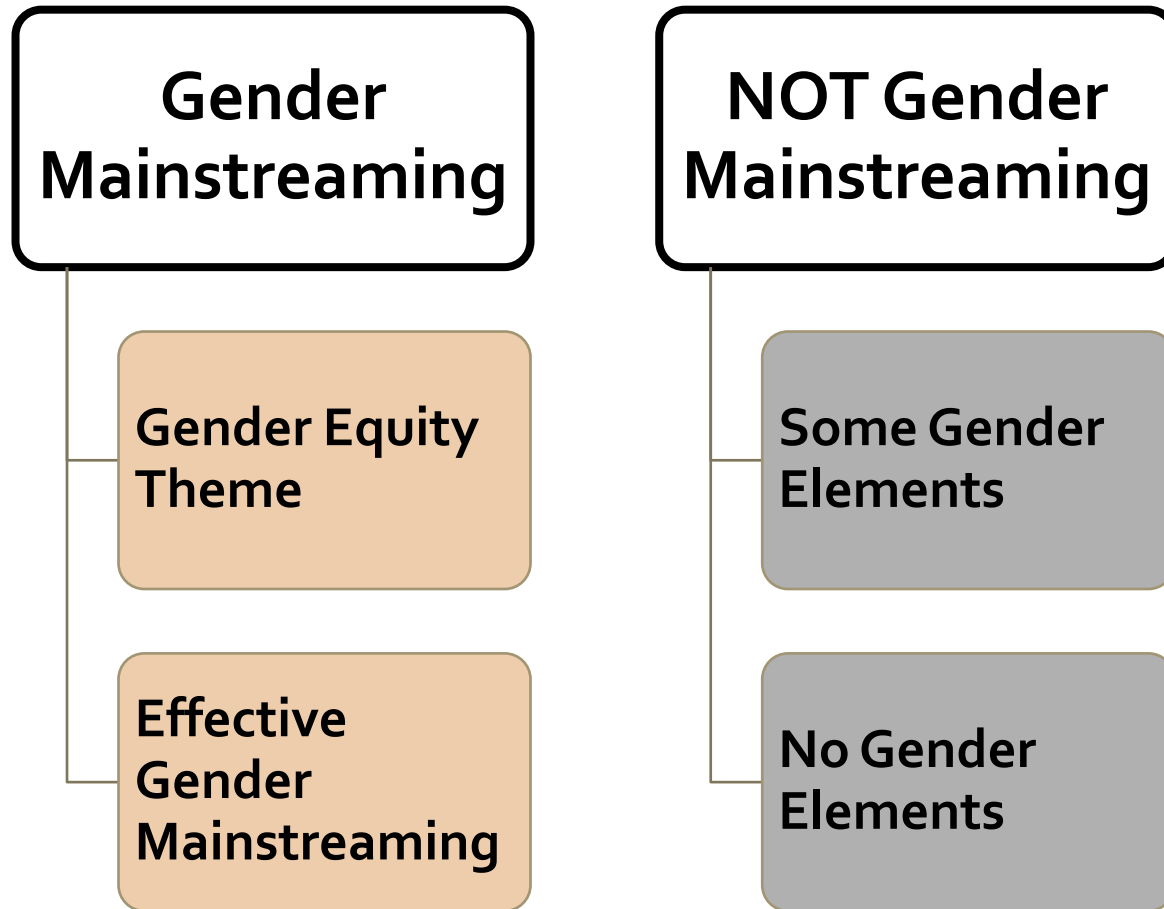 Gender
Mainstreaming
Gender Equity
Theme
Effective
Gender
Mainstreaming
NOT Gender
Mainstreaming
Some Gender
Elements
No Gender
Elements